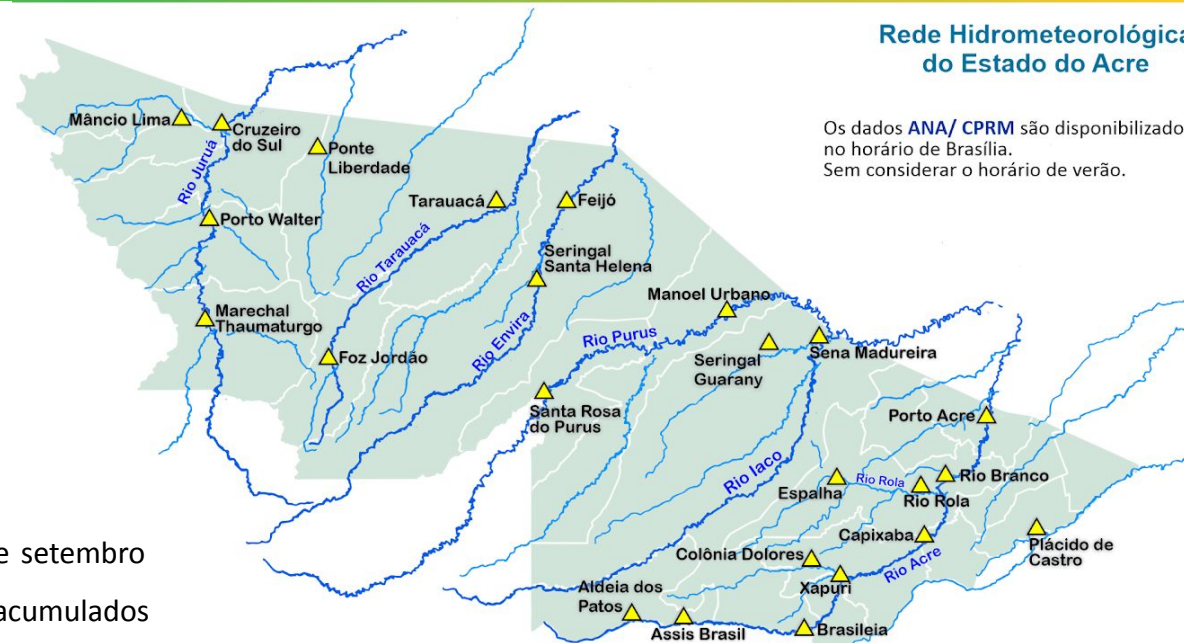 Rede Hidrometeorológica
do Estado do Acre
Os dados ANA/ CPRM são
no horário de Brasília.
Sem considerar o horário de verão.
Mâncio Lima
Cruzeiro
do Sul
Ponte
Liberdade
Rio Juruá
Porto Walter
Tarauacá
Feijó
Rio Tarauacá
Seringal
Santa Helena
Marechal
Thaumaturgo
Foz Jordão
Rio Envira
Manoel Urbano
Rio Purus
Seringal
Guarany
Sena Madureira
Santa Rosa
do Purus
Porto Acre
Rio Iaco
Espalha
Rio Rola
Rio Branco
Rio Rola
Capixaba
Plácido de
Castro
Colônia Dolores
Rio Acre
Xapuri
Aldeia dos
Patos
Assis Brasil
Brasileia
setembro
acumulados